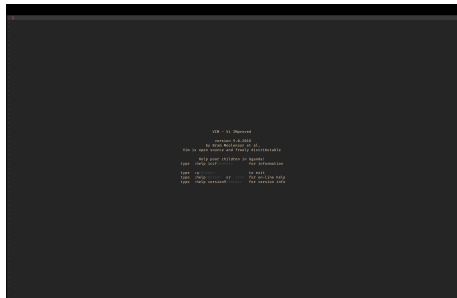 VIM - Vi IMproved
version
by Bram Moolenaar et al.
Vim is open source and freely distributable
Help poor children in Uganda!
type :help iccf for information
type :q to exit
type :help or for on-line help
type :help version9 for version info